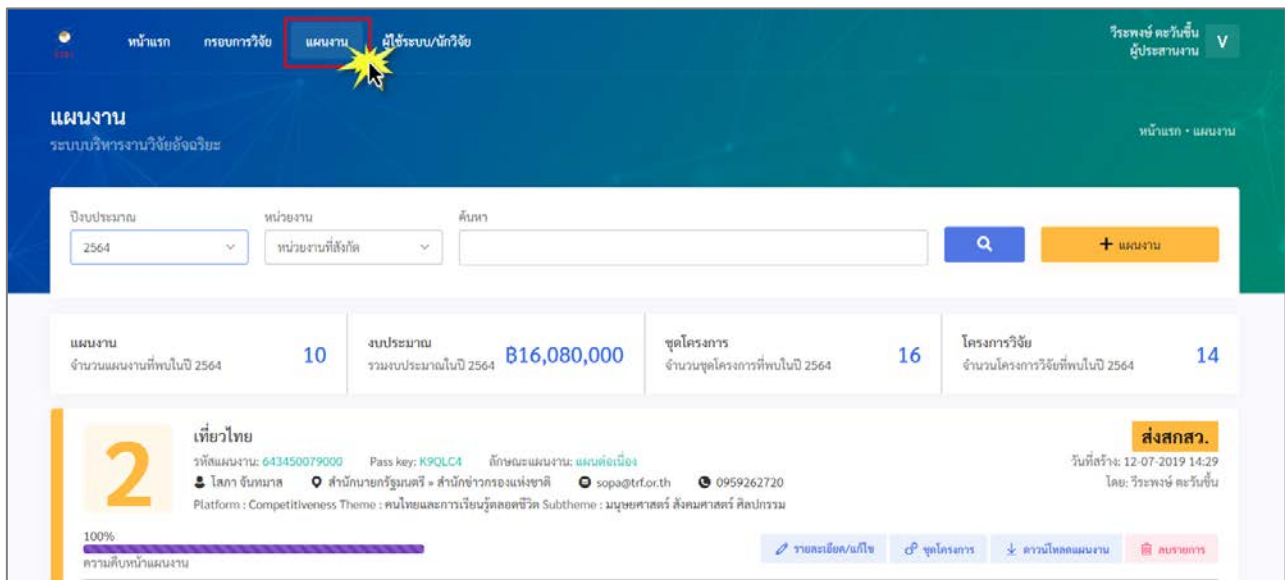 หน้าแรก กรอบการวิจัย แผนงาน ผู้ใช้ระบบ/นักวิจัย
วีระพงษ์ ตะวันขึ้น
ผู้ประสานงาน
V
แผนงาน
ระบบบริหารงานวิจัยอัจฉริยะ
หน้าแรก • แผนงาน
ปีงบประมาณ หน่วยงาน ค้นหา
2564 หน่วยงานที่สังกัด
+ แผนงาน
แผนงาน
จำนวนแผนงานที่พบในปี 2564
10
งบประมาณ
รวมงบประมาณในปี 2564
฿16,080,000
ชุดโครงการ
จำนวนชุดโครงการที่พบในปี 2564
16
โครงการวิจัย
จำนวนโครงการวิจัยที่พบในปี 2564
14
2
เที่ยวไทย
รหัสแผนงาน: 643450079000 Pass key: K9QLC4 ลักษณะแผนงาน: แผนต่อเนื่อง
โสภา จันทมาส สำนักนายกรัฐมนตรี » สำนักข่าวกรองแห่งชาติ sopa@trf.or.th 0959262720
Platform : Competitiveness Theme : คนไทยและการเรียนรู้ตลอดชีวิต Subtheme : มนุษยศาสตร์ สังคมศาสตร์ ศิลปกรรม
ส่งสกสว.
วันที่สร้าง: 12-07-2019 14:29
โดย: วีระพงษ์ ตะวันขึ้น
100%
ความคืบหน้าแผนงาน
รายละเอียด/แก้ไข ชุดโครงการ ดาวน์โหลดแผนงาน ลบรายการ